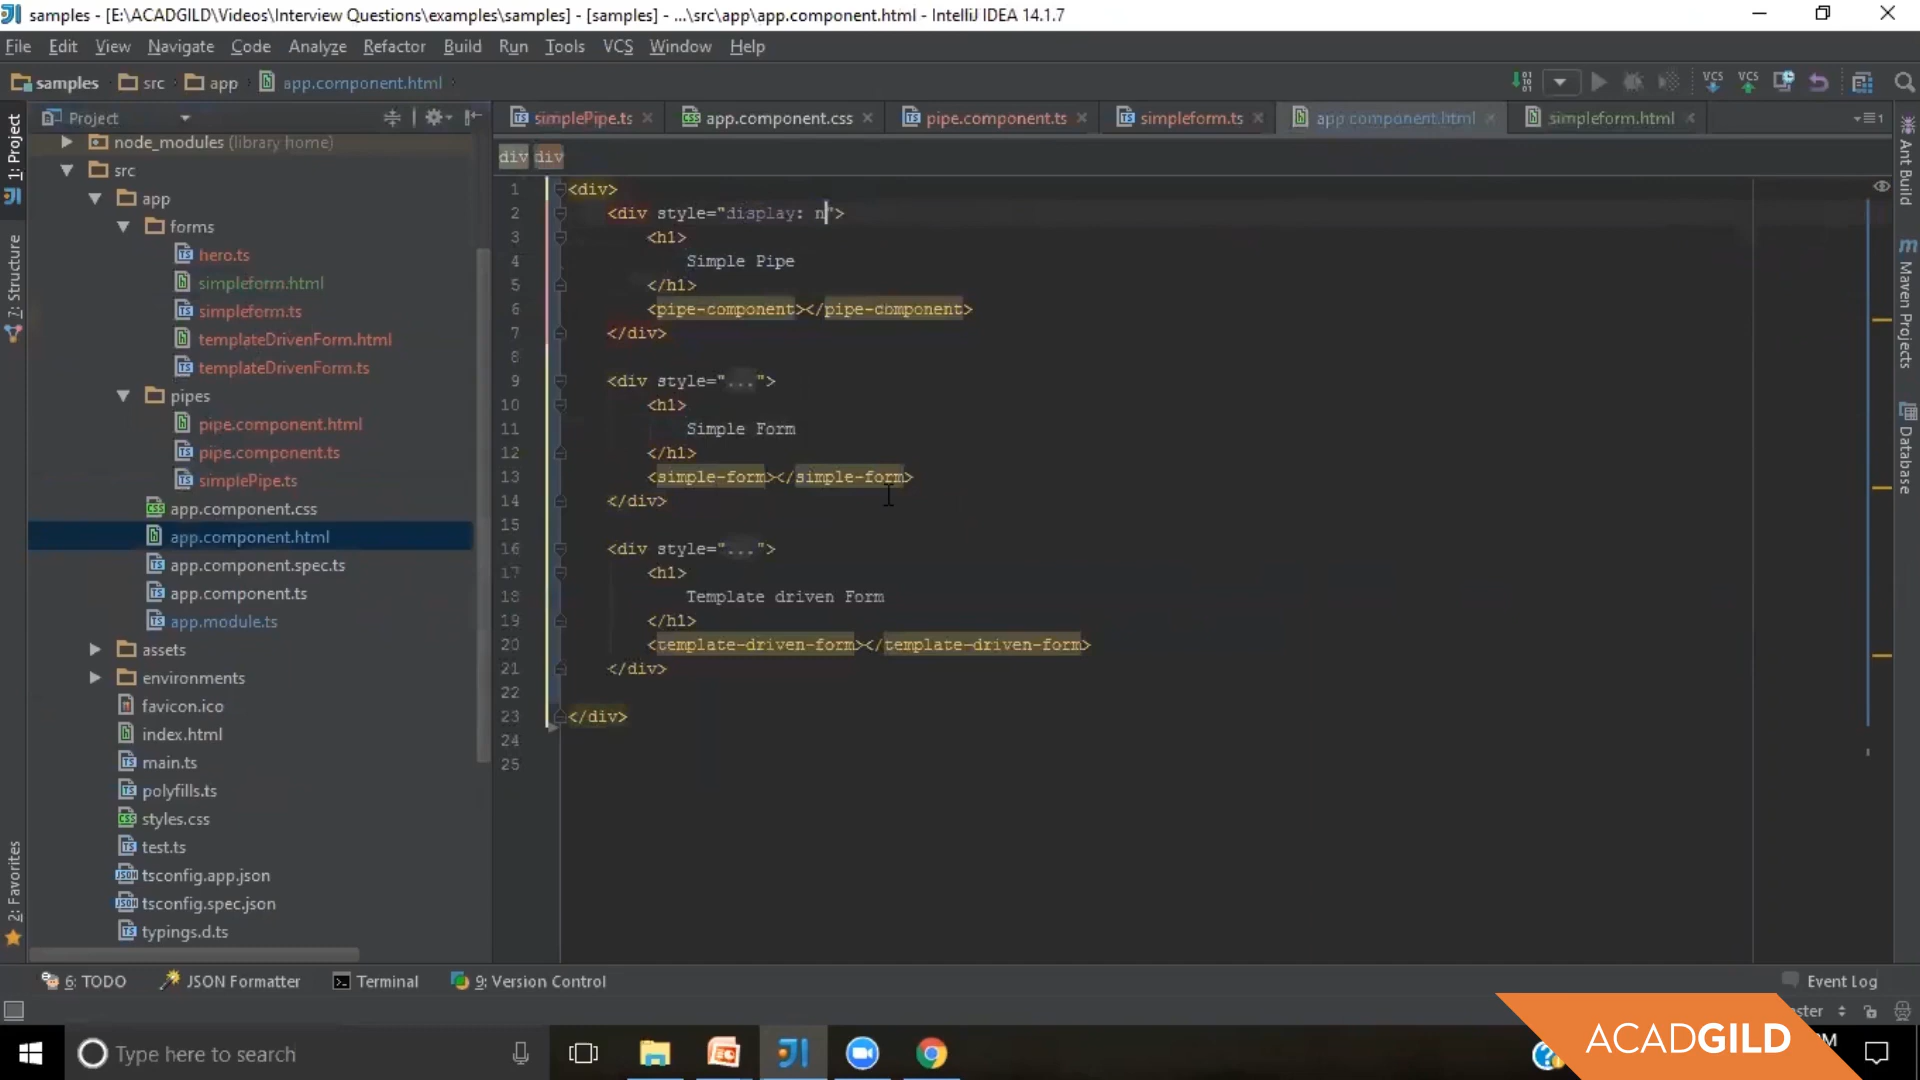 samples - [E:\ACADGILD\Videos\Interview Questions\examples\samples] - [samples] - ...\src\app\app.component.html - IntelliJ IDEA 14.1.7
File Edit View Navigate Code Analyze Refactor Build Run Tools VCS Window Help
samples src app app.component.html
VCS VCS
1: Project
7: Structure
2: Favorites
Project
node_modules (library home)
src
app
forms
hero.ts
simpleform.html
simpleform.ts
templateDrivenForm.html
templateDrivenForm.ts
pipes
pipe.component.html
pipe.component.ts
simplePipe.ts
app.component.css
app.component.html
app.component.spec.ts
app.component.ts
app.module.ts
assets
environments
favicon.ico
index.html
main.ts
polyfills.ts
styles.css
test.ts
tsconfig.app.json
tsconfig.spec.json
typings.d.ts
simplePipe.ts app.component.css pipe.component.ts simpleform.ts app.component.html simpleform.html
div div
1 <div>
2 <div style="display: n">
3 <h1>
4 Simple Pipe
5 </h1>
6 <pipe-component></pipe-component>
7 </div>
8
9 <div style="...">
10 <h1>
11 Simple Form
12 </h1>
13 <simple-form></simple-form>
14 </div>
15
16 <div style="...">
17 <h1>
18 Template driven Form
19 </h1>
20 <template-driven-form></template-driven-form>
21 </div>
22
23 </div>
24
25
Ant Build
Maven Projects
Database
6: TODO JSON Formatter Terminal 9: Version Control Event Log
Type here to search
ACADGILD